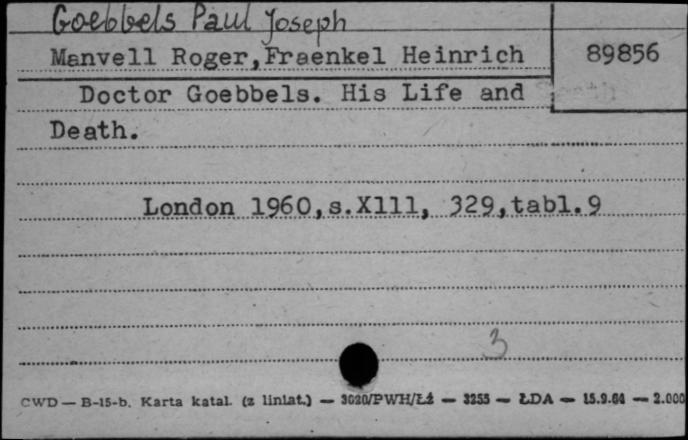 Goebbels Paul Joseph
Manvell Roger,Fraenkel Heinrich 89856
Doctor Goebbels. His Life and
Death.
London 1960,s.X111, 329,tabl.9
3
CWD — B-15-b. Karta katal. (z liniat.) — 3020/PWH/Łź — 3255 — ŁDA — 15.9.64 — 2.000